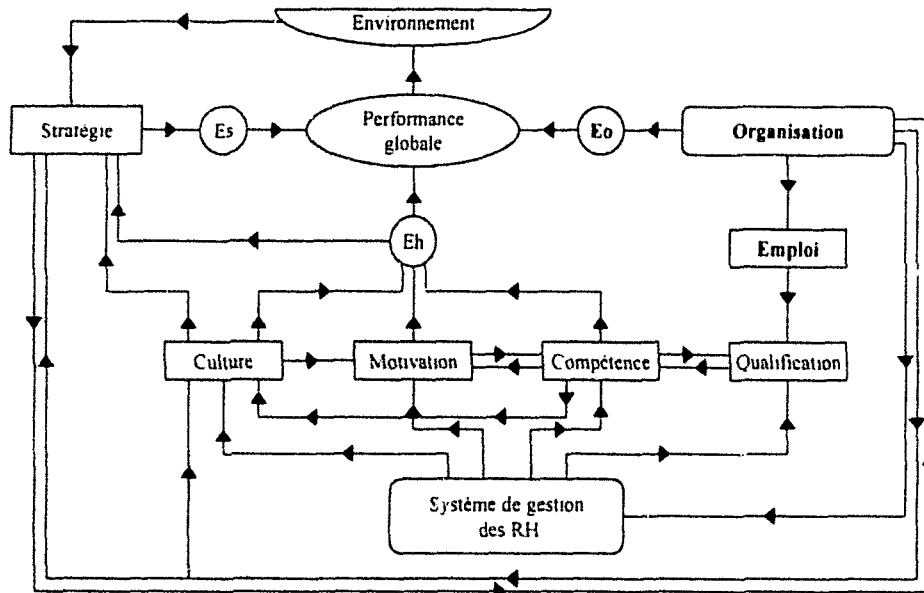 Environnement
Stratégie
Es
Performance
globale
Eo
Organisation
Eh
Emploi
Culture
Motivation
Compétence
Qualification
Système de gestion
des RH